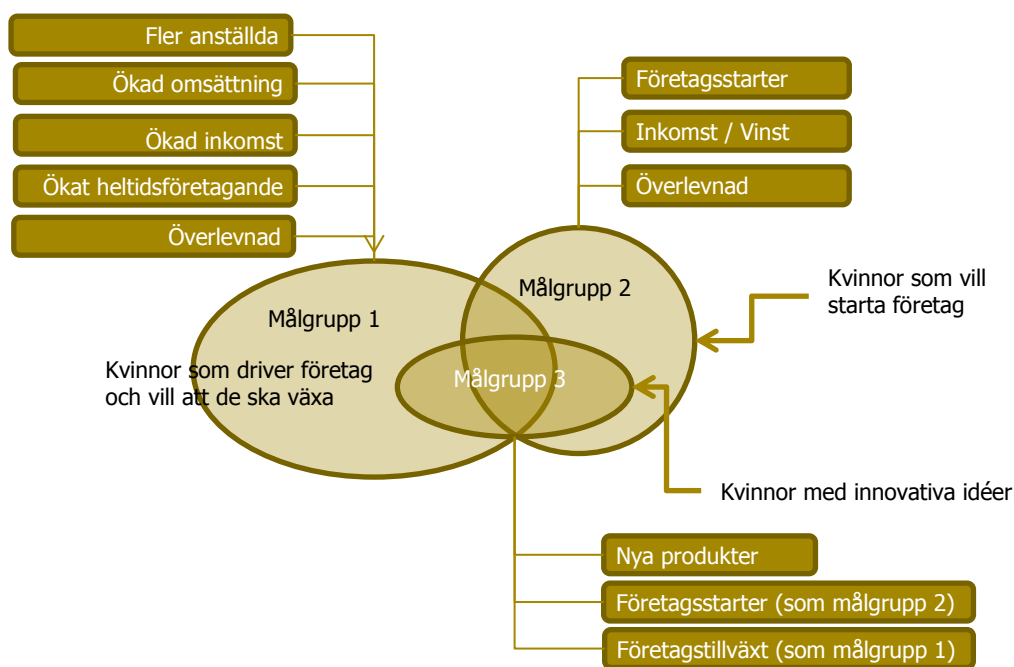 Fler anställda
Ökad omsättning
Ökad inkomst
Ökat heltidsföretagande
Överlevnad
Företagsstarter
Inkomst / Vinst
Överlevnad
Målgrupp 1
Kvinnor som driver företag
och vill att de ska växa
Målgrupp 2
Målgrupp 3
Kvinnor som vill
starta företag
Kvinnor med innovativa idéer
Nya produkter
Företagsstarter (som målgrupp 2)
Företagstillväxt (som målgrupp 1)